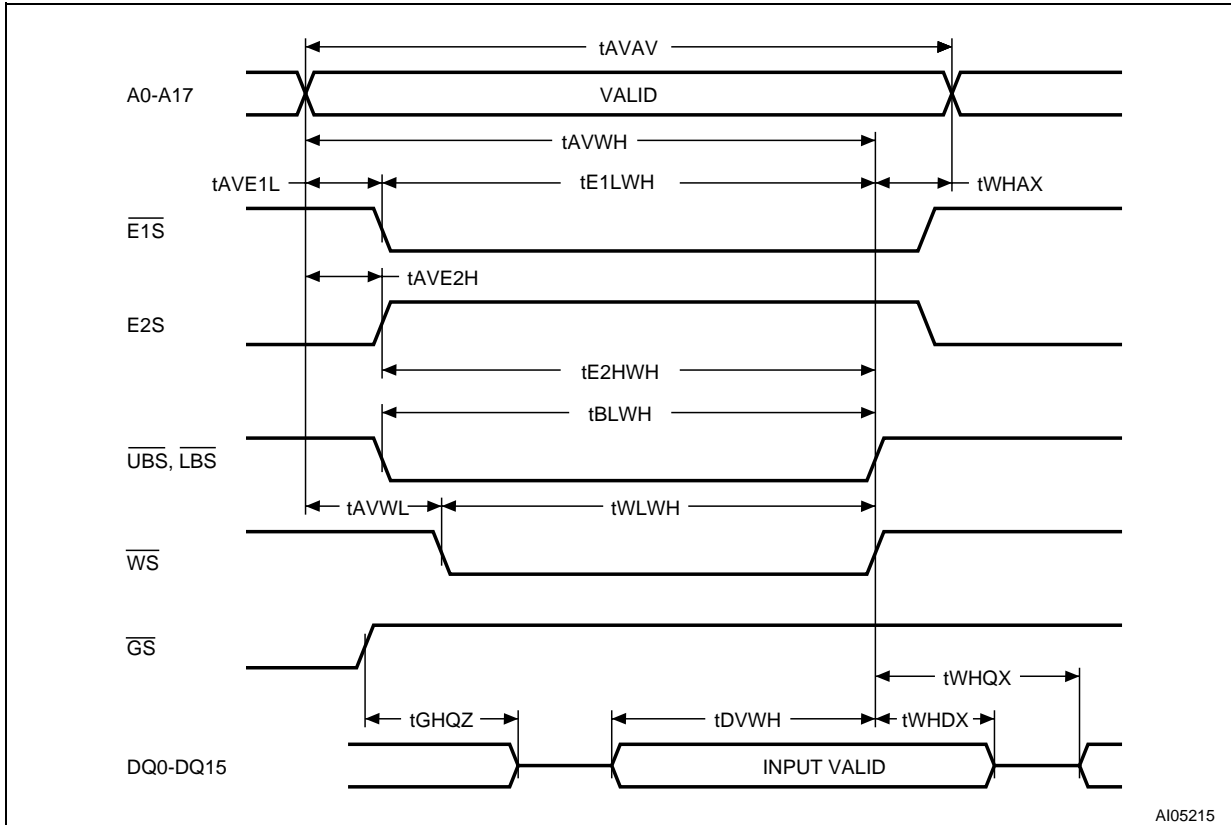 tAVAV
A0-A17 VALID
tAVWH
tAVE1L tE1LWH tWHAX
E1S
tAVE2H
E2S
tE2HWH
tBLWH
UBS, LBS
tAVWL tWLWH
WS
GS
tWHQX
tGHQZ tDVWH tWHDX
DQ0-DQ15 INPUT VALID
AI05215